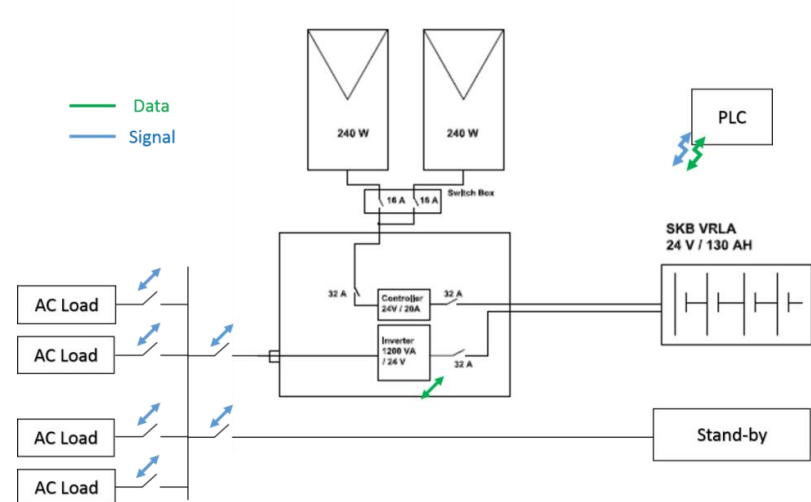 240 W
240 W
Data
Signal
PLC
16 A
16 A
Switch Box
SKB VRLA
24 V / 130 AH
32 A
Controller
24V / 20A
32 A
AC Load
Inverter
1200 VA
/ 24 V
32 A
AC Load
AC Load
Stand-by
AC Load